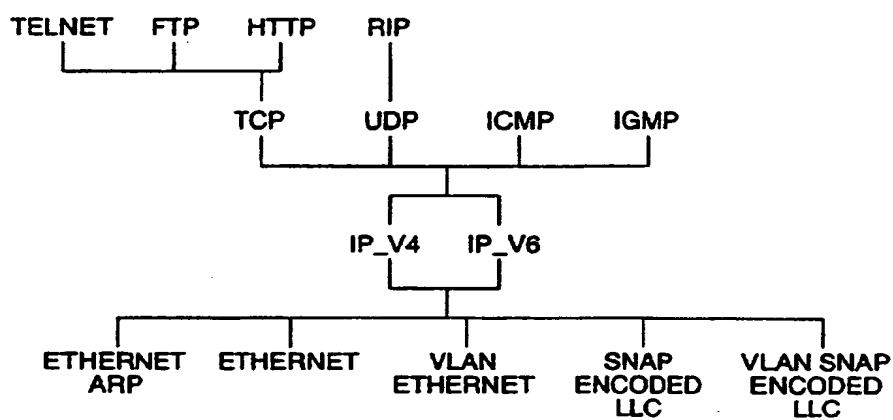 TELNET FTP HTTP RIP
TCP UDP ICMP IGMP
IP_V4 IP_V6
ETHERNET ARP
ETHERNET
VLAN ETHERNET
SNAP ENCODED LLC
VLAN SNAP ENCODED LLC